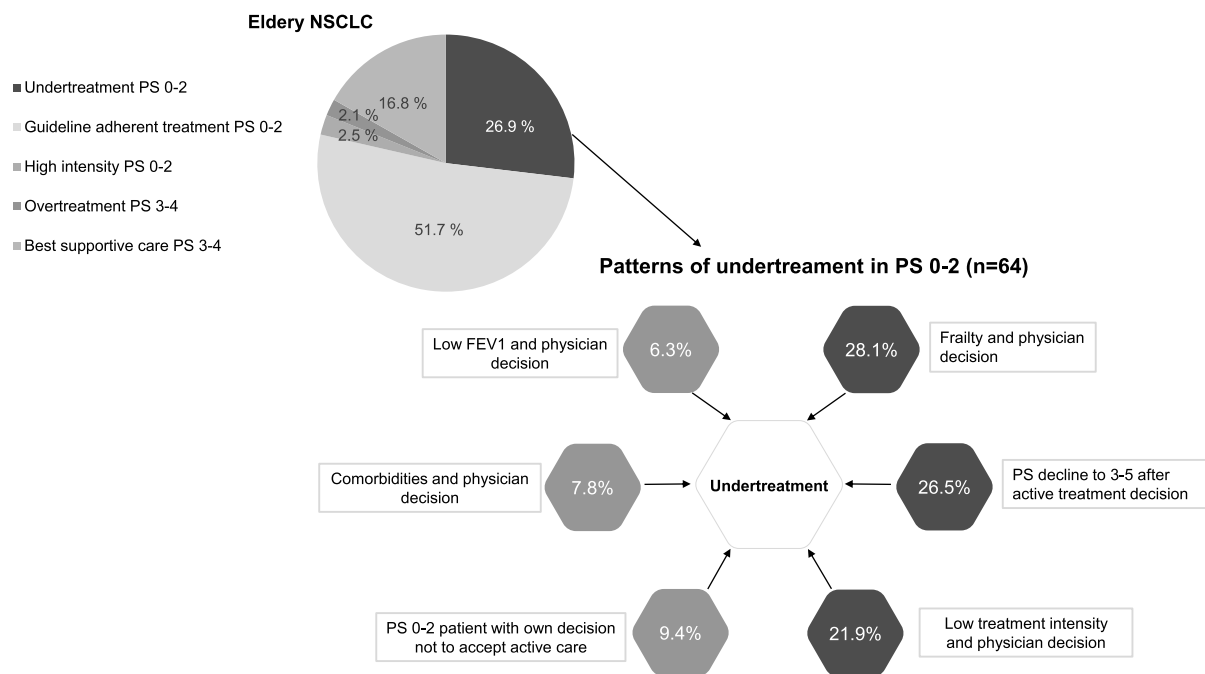 Eldery NSCLC
Undertreatment PS 0-2
Guideline adherent treatment PS 0-2
High intensity PS 0-2
Overtreatment PS 3-4
Best supportive care PS 3-4
16.8 %
2.1 %
2.5 %
26.9 %
51.7 %
Patterns of undertreament in PS 0-2 (n=64)
Low FEV1 and physician
decision
6.3%
28.1%
Frailty and physician
decision
Comorbidities and physician
decision
7.8%
Undertreatment
26.5%
PS decline to 3-5 after
active treatment decision
PS 0-2 patient with own decision
not to accept active care
9.4%
21.9%
Low treatment intensity
and physician decision